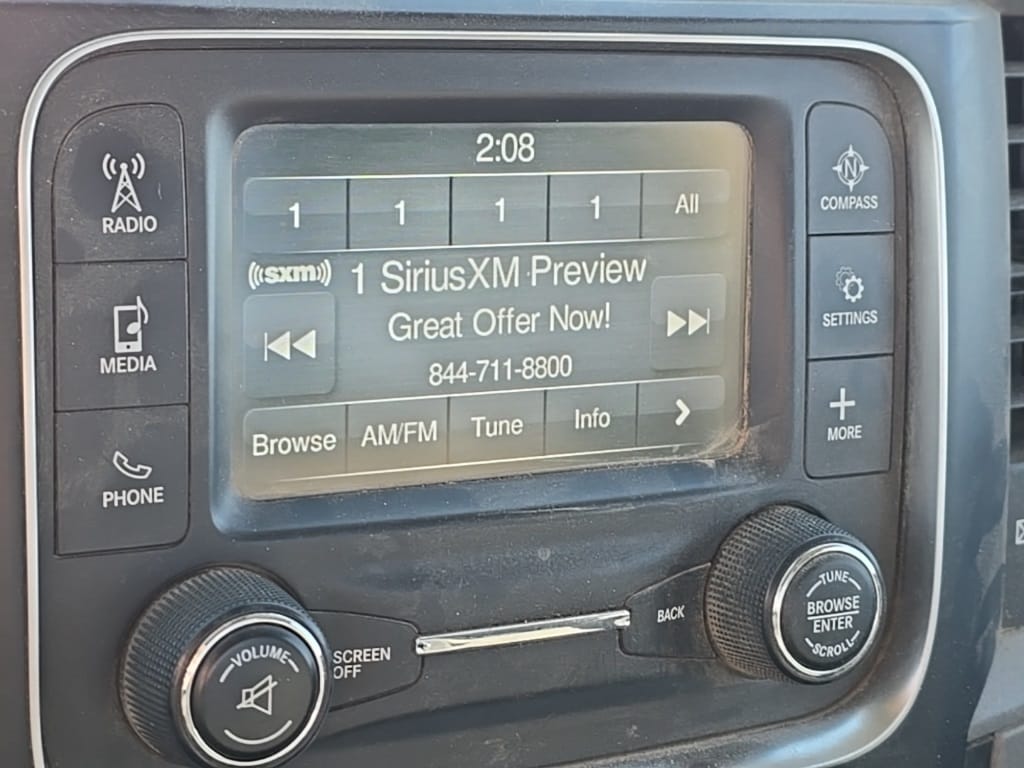 2:08
1 1 1 1 All
((sxm)) 1 SiriusXM Preview
Great Offer Now!
844-711-8800
Browse AM/FM Tune Info >
RADIO
MEDIA
PHONE
N
COMPASS
SETTINGS
+
MORE
VOLUME
SCREEN
OFF
BACK
TUNE
BROWSE
ENTER
SCROLL